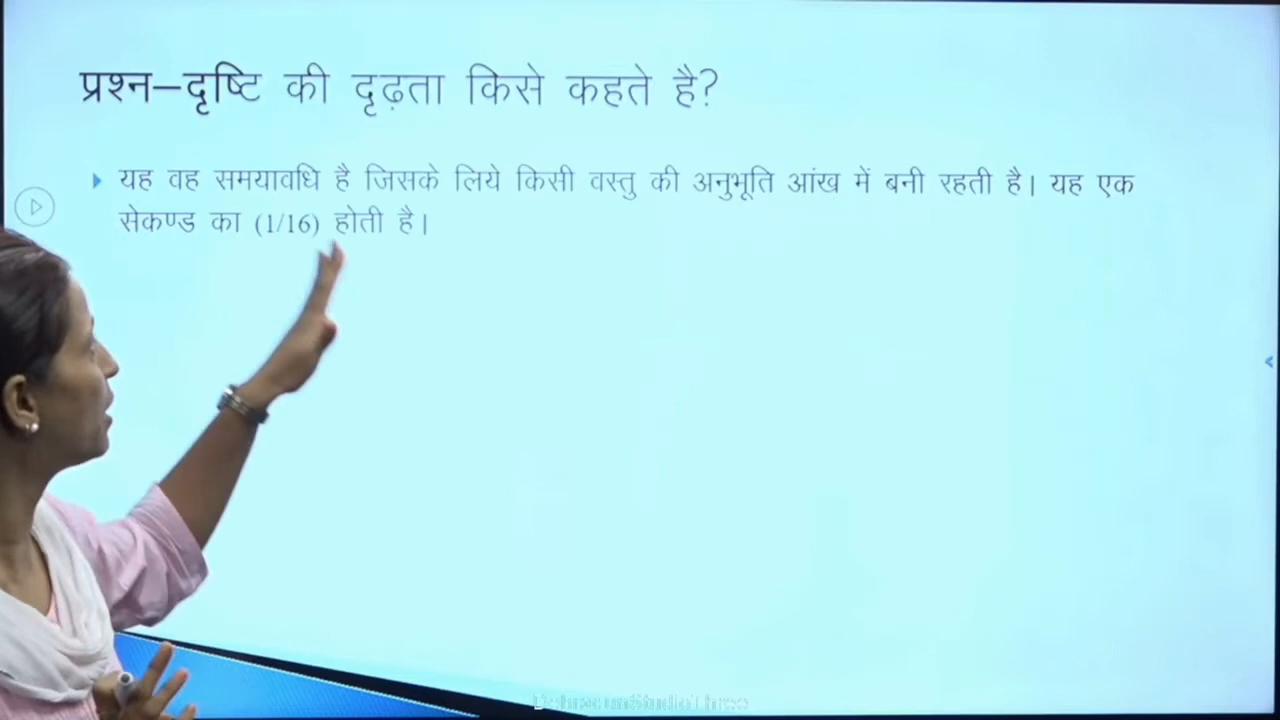 प्रश्न–दृष्टि की दृढ़ता किसे कहते है?
यह वह समयावधि है जिसके लिये किसी वस्तु की अनुभूति आंख में बनी रहती है। यह एक
सेकण्ड का (1/16) होती है।